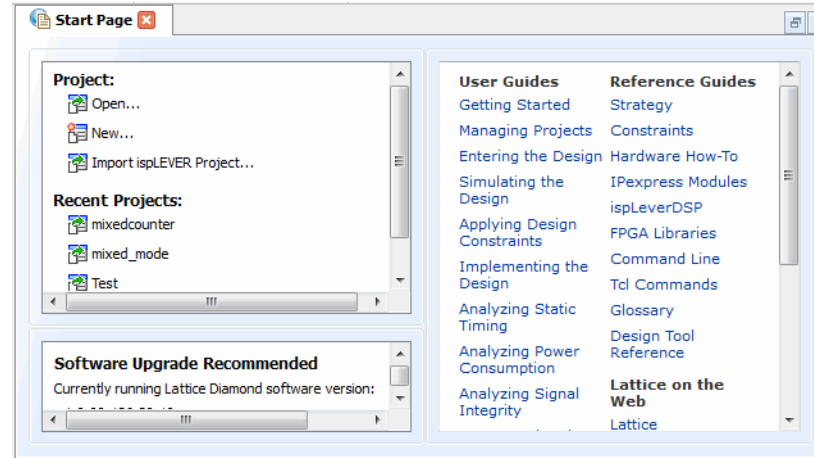 Start Page
Project:
Open...
New...
Import ispLEVER Project...
Recent Projects:
mixedcounter
mixed_mode
Test
Software Upgrade Recommended
Currently running Lattice Diamond software version:
User Guides
Getting Started
Managing Projects
Entering the Design
Simulating the
Design
Applying Design
Constraints
Implementing the
Design
Analyzing Static
Timing
Analyzing Power
Consumption
Analyzing Signal
Integrity
Reference Guides
Strategy
Constraints
Hardware How-To
IPexpress Modules
ispLeverDSP
FPGA Libraries
Command Line
Tcl Commands
Glossary
Design Tool
Reference
Lattice on the
Web
Lattice